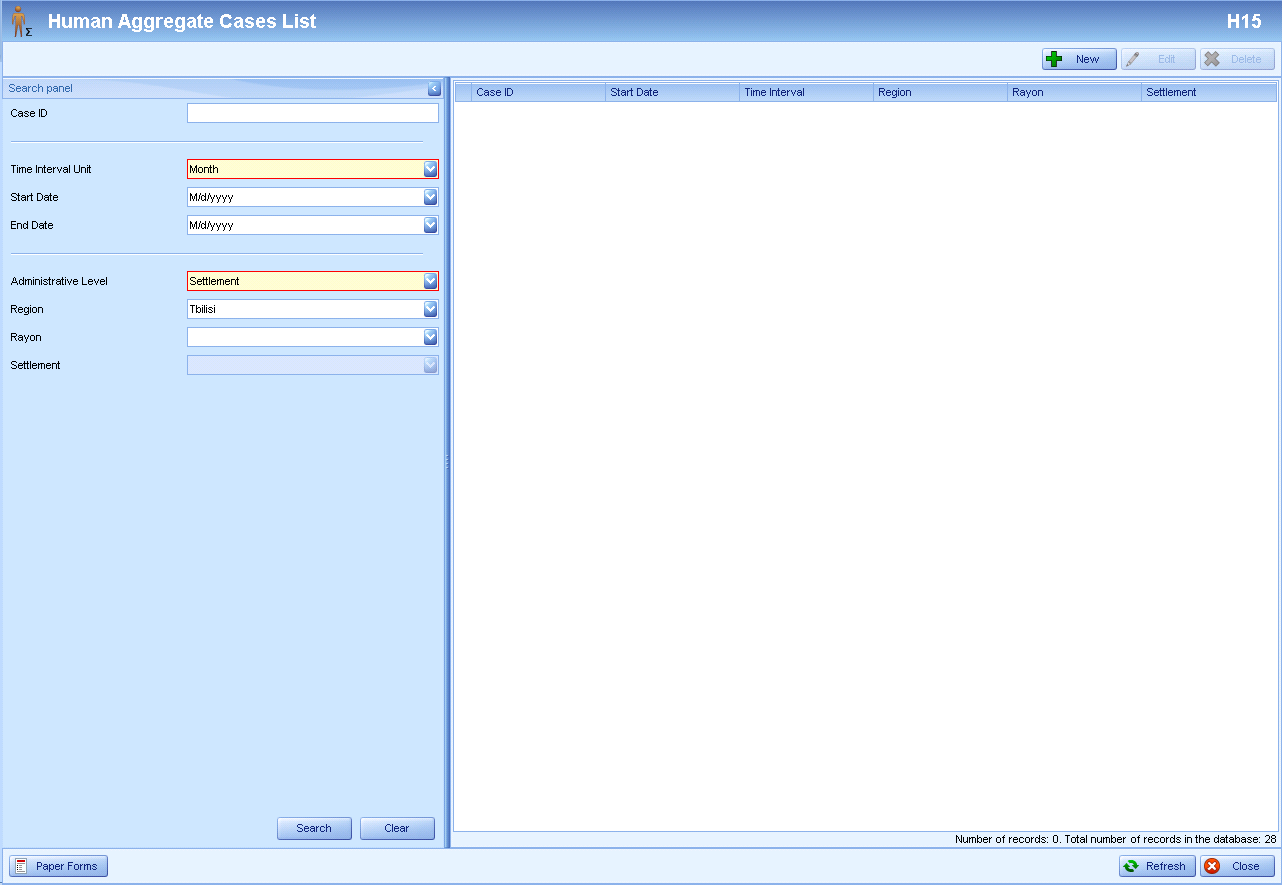 Human Aggregate Cases List
H15
Σ
New
Edit
Delete
Search panel
Case ID
Time Interval Unit
Month
Start Date
M/d/yyyy
End Date
M/d/yyyy
Administrative Level
Settlement
Region
Tbilisi
Rayon
Settlement
Search
Clear
Case ID
Start Date
Time Interval
Region
Rayon
Settlement
Number of records: 0. Total number of records in the database: 28
Paper Forms
Refresh
Close